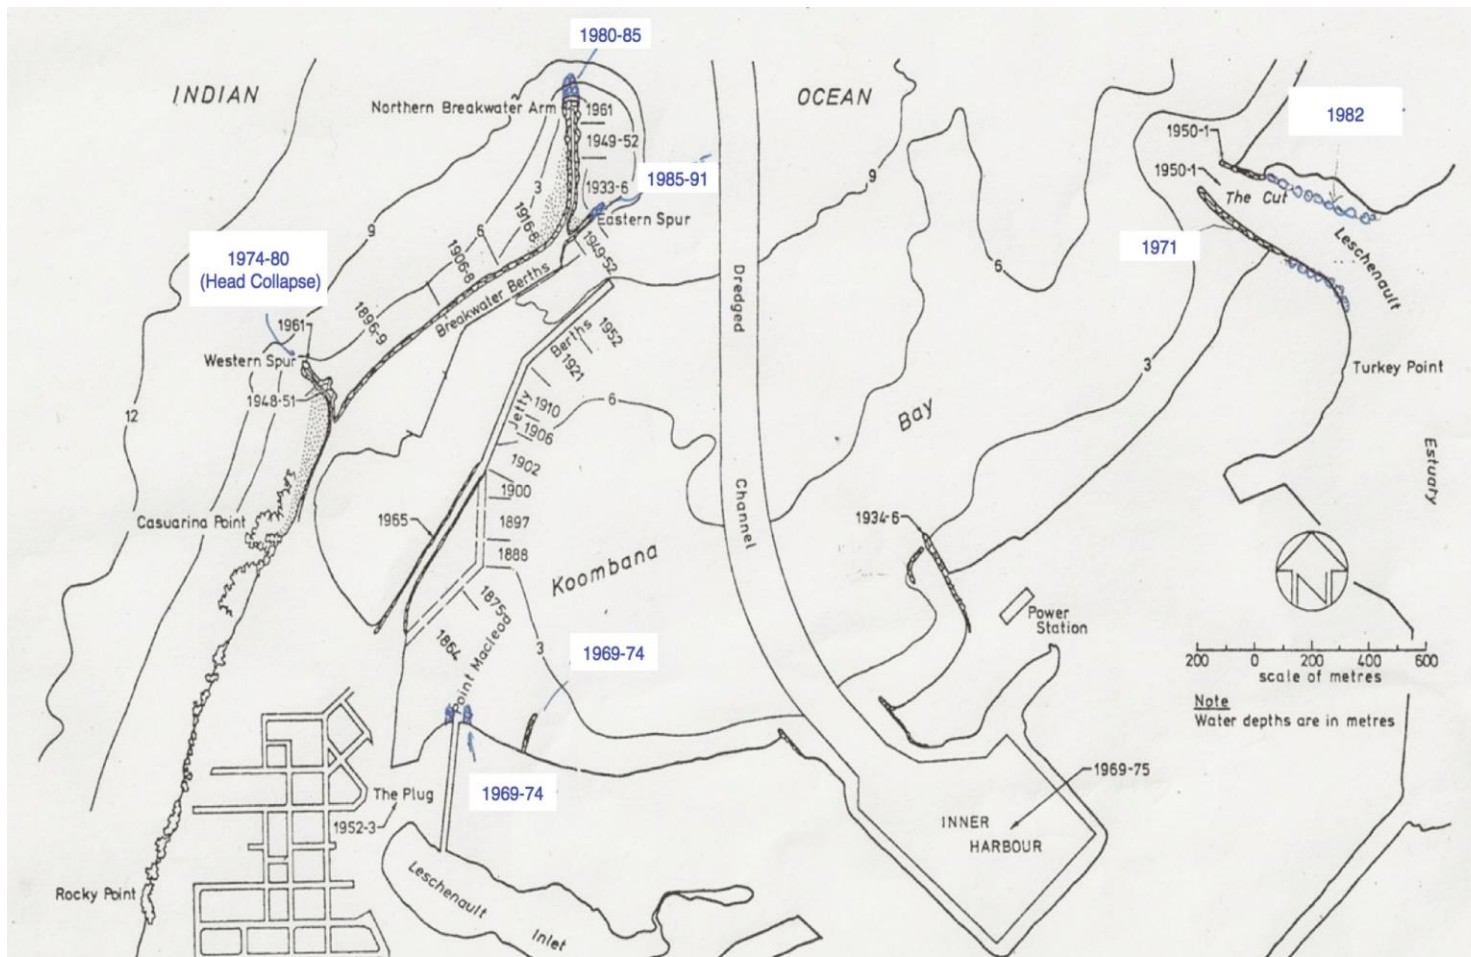 1980-85
INDIAN
OCEAN
Northern Breakwater Arm
1961
1949-52
1933-6
3
1985-91
Eastern Spur
1916-8
6
1949-52
1906-8
9
Breakwater Berths
1896-9
1974-80
(Head Collapse)
1961
Western Spur
1948-51
12
Casuarina Point
Rocky Point
Berths
1952
1921
Jetty
1910
1906
1902
1900
1897
1888
1875
1864
1965
6
Koombana
Bay
Dredged
Channel
9
6
3
3
1950-1
1950-1
1982
The Cut
1971
Leschenault
Estuary
Turkey Point
1934-6
Power
Station
N
200 0 200 400 600
scale of metres
Note
Water depths are in metres
Point Macleod
1969-74
1969-74
The Plug
1952-3
Leschenault
Inlet
INNER
HARBOUR
1969-75